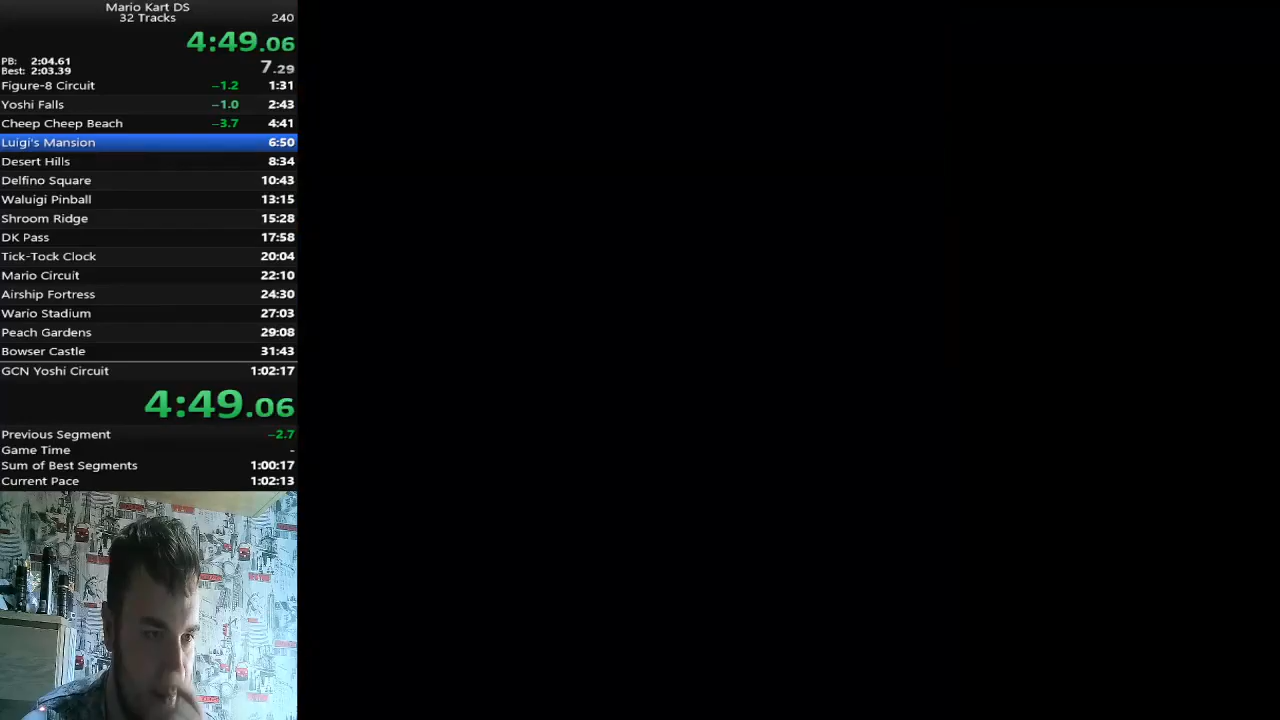 Mario Kart DS
32 Tracks 240
4:49.06
PB: 2:04.61
Best: 2:03.39
7.29
Figure-8 Circuit −1.2 1:31
Yoshi Falls −1.0 2:43
Cheep Cheep Beach −3.7 4:41
Luigi's Mansion 6:50
Desert Hills 8:34
Delfino Square 10:43
Waluigi Pinball 13:15
Shroom Ridge 15:28
DK Pass 17:58
Tick-Tock Clock 20:04
Mario Circuit 22:10
Airship Fortress 24:30
Wario Stadium 27:03
Peach Gardens 29:08
Bowser Castle 31:43
GCN Yoshi Circuit 1:02:17
4:49.06
Previous Segment −2.7
Game Time -
Sum of Best Segments 1:00:17
Current Pace 1:02:13